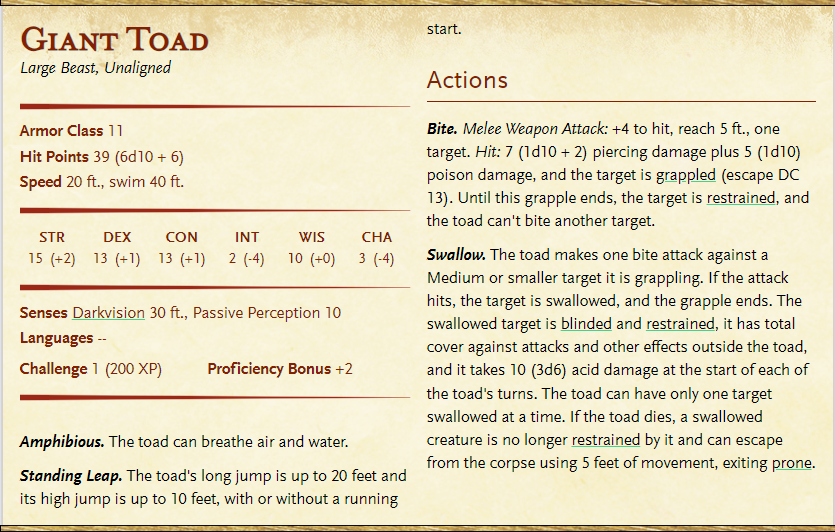 GIANT TOAD
Large Beast, Unaligned
Armor Class 11
Hit Points 39 (6d10 + 6)
Speed 20 ft., swim 40 ft.
STR DEX CON INT WIS CHA
15 (+2) 13 (+1) 13 (+1) 2 (-4) 10 (+0) 3 (-4)
Senses Darkvision 30 ft., Passive Perception 10
Languages --
Challenge 1 (200 XP) Proficiency Bonus +2
Amphibious. The toad can breathe air and water.
Standing Leap. The toad's long jump is up to 20 feet and
its high jump is up to 10 feet, with or without a running
start.
Actions
Bite. Melee Weapon Attack: +4 to hit, reach 5 ft., one
target. Hit: 7 (1d10 + 2) piercing damage plus 5 (1d10)
poison damage, and the target is grappled (escape DC
13). Until this grapple ends, the target is restrained, and
the toad can't bite another target.
Swallow. The toad makes one bite attack against a
Medium or smaller target it is grappling. If the attack
hits, the target is swallowed, and the grapple ends. The
swallowed target is blinded and restrained, it has total
cover against attacks and other effects outside the toad,
and it takes 10 (3d6) acid damage at the start of each of
the toad's turns. The toad can have only one target
swallowed at a time. If the toad dies, a swallowed
creature is no longer restrained by it and can escape
from the corpse using 5 feet of movement, exiting prone.